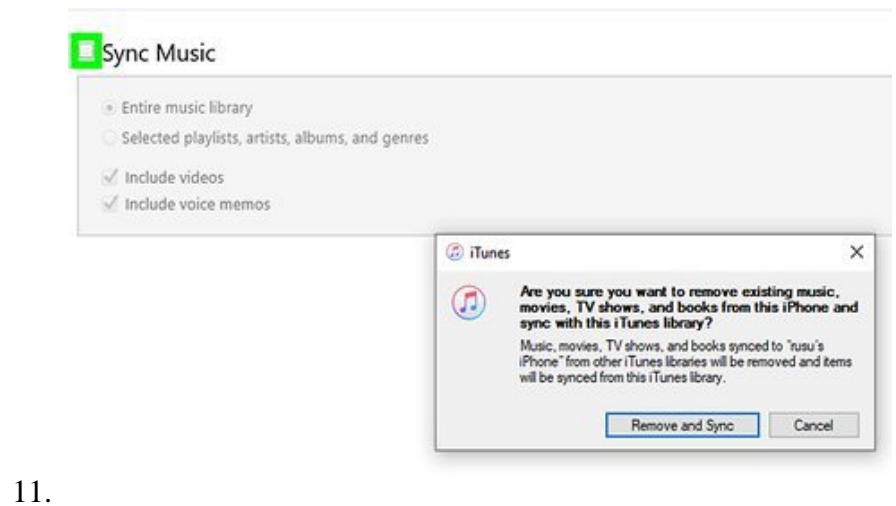 Sync Music
Entire music library
Selected playlists, artists, albums, and genres
Include videos
Include voice memos
iTunes
Are you sure you want to remove existing music,
movies, TV shows, and books from this iPhone and
sync with this iTunes library?
Music, movies, TV shows, and books synced to "rusu's
iPhone" from other iTunes libraries will be removed and items
will be synced from this iTunes library.
Remove and Sync Cancel
11.